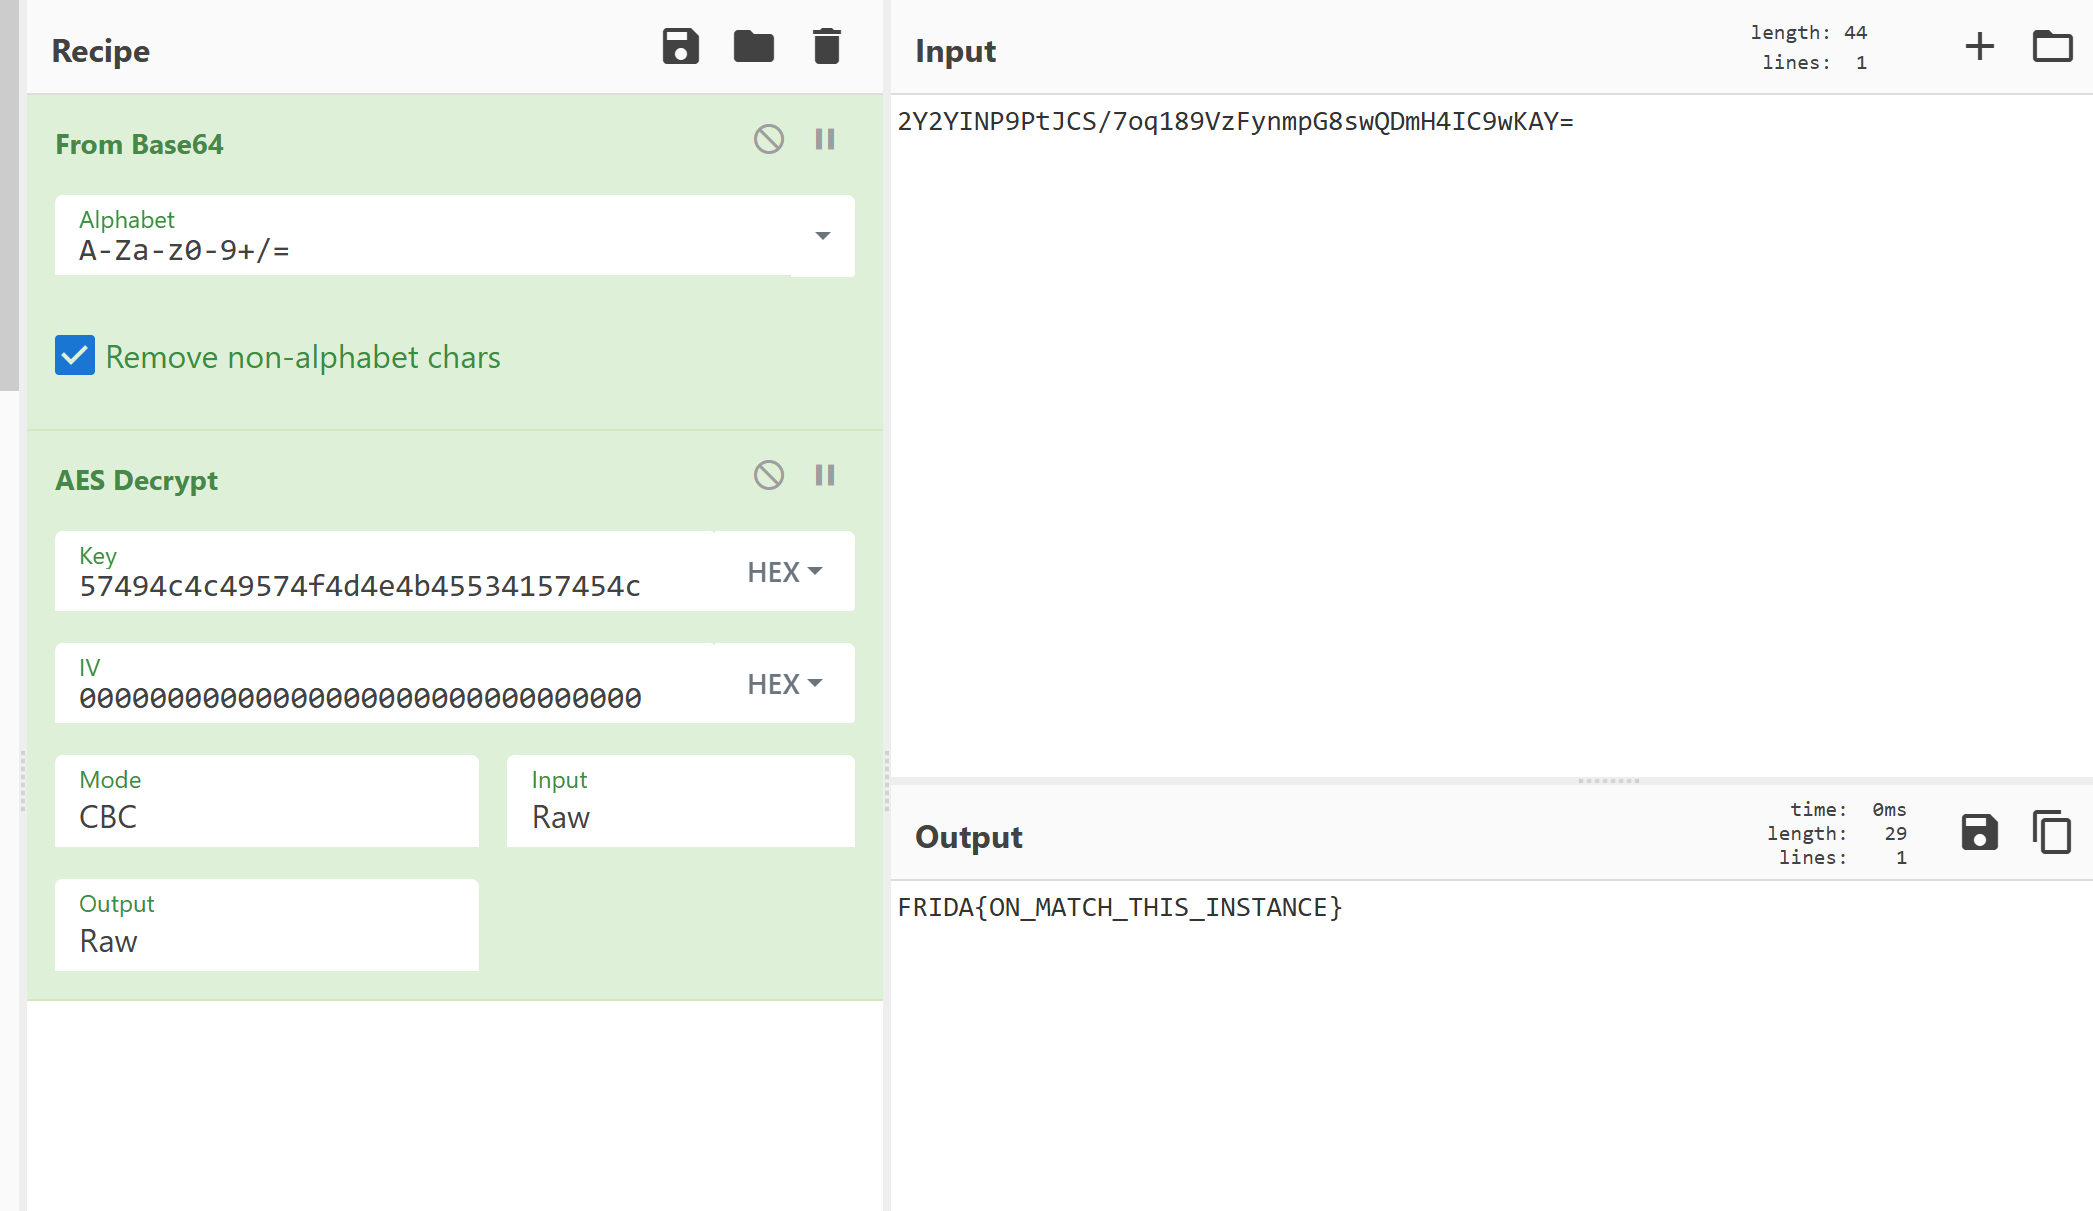 Recipe
From Base64
Alphabet
A-Za-z0-9+/=
Remove non-alphabet chars
AES Decrypt
Key
57494c4c49574f4d4e4b45534157454c
HEX
IV
00000000000000000000000000000000
HEX
Mode
CBC
Input
Raw
Output
Raw
Input
length: 44
lines: 1
2Y2YINP9PtJCS/7oq189VzFynmpG8swQDmH4IC9wKAY=
Output
time: 0ms
length: 29
lines: 1
FRIDA{ON_MATCH_THIS_INSTANCE}